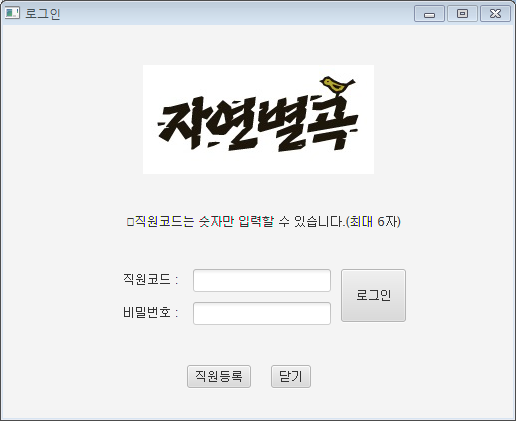 로그인
자연별곡
□직원코드는 숫자만 입력할 수 있습니다.(최대 6자)
직원코드 :
로그인
비밀번호 :
직원등록 닫기